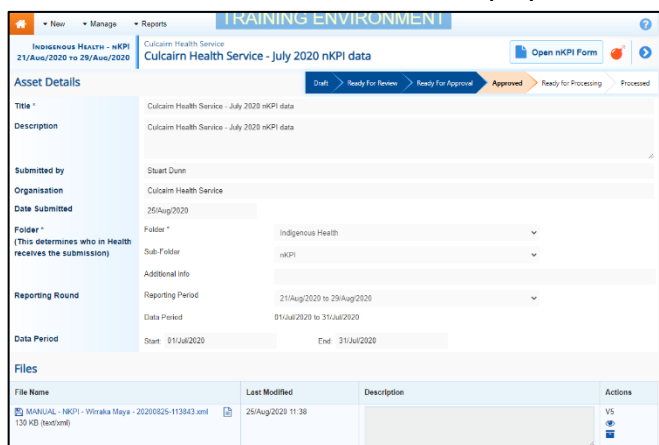 New Manage Reports TRAINING ENVIRONMENT ?
Indigenous Health - nKPI
21/Aug/2020 to 29/Aug/2020
Culcairn Health Service
Culcairn Health Service - July 2020 nKPI data
Open nKPI Form
Asset Details
Draft Ready For Review Ready For Approval Approved Ready for Processing Processed
Title * Culcairn Health Service - July 2020 nKPI data
Description Culcairn Health Service - July 2020 nKPI data
Submitted by Stuart Dunn
Organisation Culcairn Health Service
Date Submitted 25/Aug/2020
Folder * Folder * Indigenous Health
(This determines who in Health
receives the submission) Sub-Folder nKPI
Additional info
Reporting Round Reporting Period 21/Aug/2020 to 29/Aug/2020
Data Period 01/Jul/2020 to 31/Jul/2020
Data Period Start: 01/Jul/2020 End: 31/Jul/2020
Files
File Name Last Modified Description Actions
MANUAL - NKPI - Wirraka Maya - 20200825-113843.xml 25/Aug/2020 11:38 V5
130 KB (text/xml)